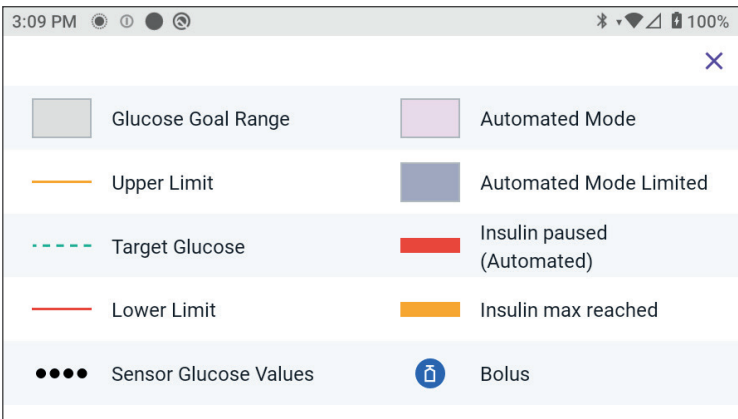 3:09 PM
100%
Glucose Goal Range
Automated Mode
Upper Limit
Automated Mode Limited
Target Glucose
Insulin paused
(Automated)
Lower Limit
Insulin max reached
Sensor Glucose Values
Bolus